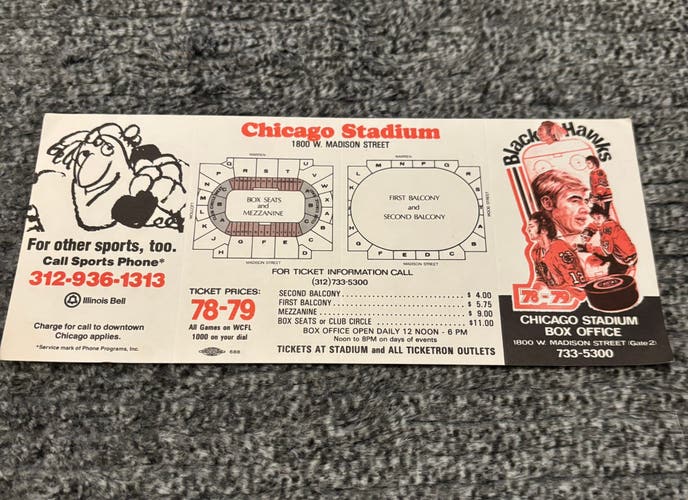 For other sports, too.
Call Sports Phone*
312-936-1313
Illinois Bell
Charge for call to downtown
Chicago applies.
*Service mark of Phone Programs, Inc.
Chicago Stadium
1800 W. MADISON STREET
WARREN
BOX SEATS
and
MEZZANINE
MADISON STREET
WARREN
FIRST BALCONY
and
SECOND BALCONY
WOOD STREET
MADISON STREET
FOR TICKET INFORMATION CALL
(312)733-5300
TICKET PRICES:
78-79
All Games on WCFL
1000 on your dial
SECOND BALCONY $ 4.00
FIRST BALCONY $ 5.75
MEZZANINE $ 9.00
BOX SEATS or CLUB CIRCLE $11.00
BOX OFFICE OPEN DAILY 12 NOON - 6 PM
Noon to 8PM on days of events
TICKETS AT STADIUM and ALL TICKETRON OUTLETS
Black Hawks
78-79
CHICAGO STADIUM
BOX OFFICE
1800 W. MADISON STREET (Gate 2)
733-5300